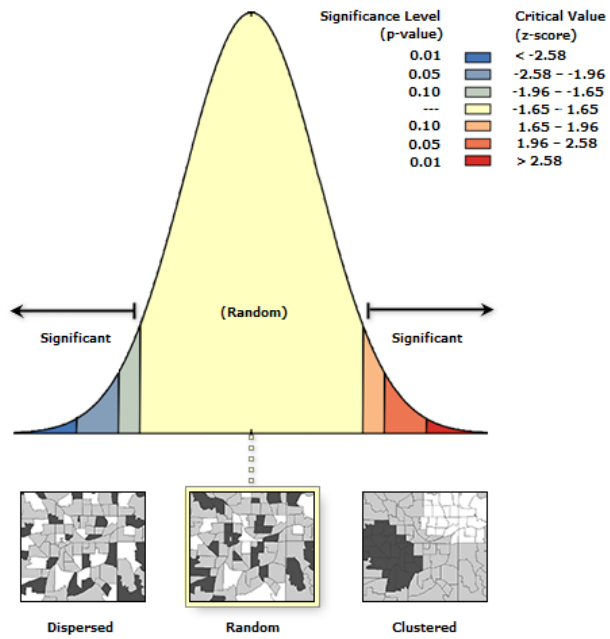 Significance Level Critical Value
(p-value) (z-score)
0.01 < -2.58
0.05 -2.58 – -1.96
0.10 -1.96 – -1.65
--- -1.65 – 1.65
0.10 1.65 – 1.96
0.05 1.96 – 2.58
0.01 > 2.58
(Random)
Significant Significant
Dispersed Random Clustered